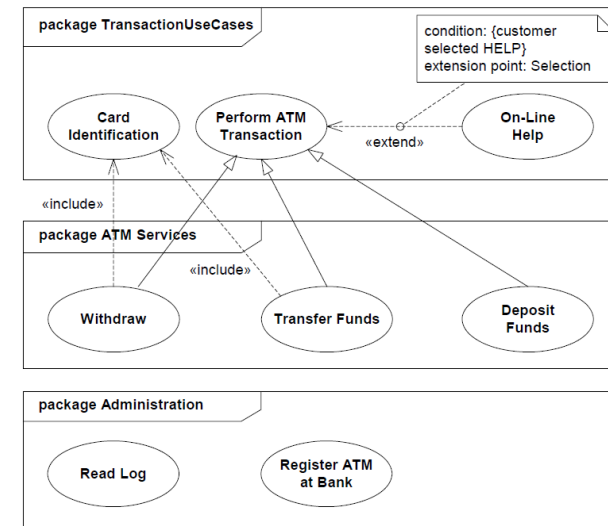 package TransactionUseCases
condition: {customer
selected HELP}
extension point: Selection
Card
Identification
Perform ATM
Transaction
On-Line
Help
«extend»
«include»
package ATM Services
«include»
Withdraw
Transfer Funds
Deposit
Funds
package Administration
Read Log
Register ATM
at Bank